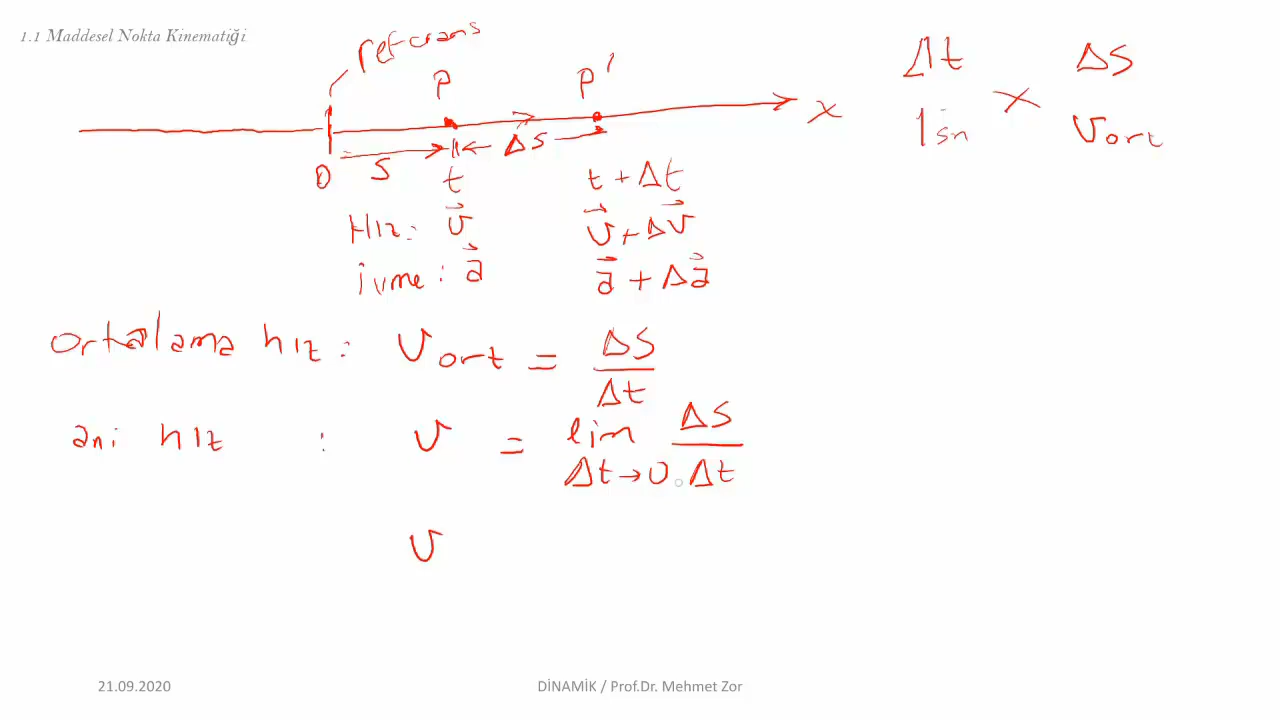 1.1 Maddesel Nokta Kinematiği
referans
P P' x
Δt ΔS
1sn x Vort
O S ΔS
t t + Δt
Hız: v⃗ v⃗ + Δv⃗
ivme: a⃗ a⃗ + Δa⃗
Ortalama hız: Vort = ΔS/Δt
ani hız : v = lim Δt→0 ΔS/Δt
v
21.09.2020 DİNAMİK / Prof.Dr. Mehmet Zor